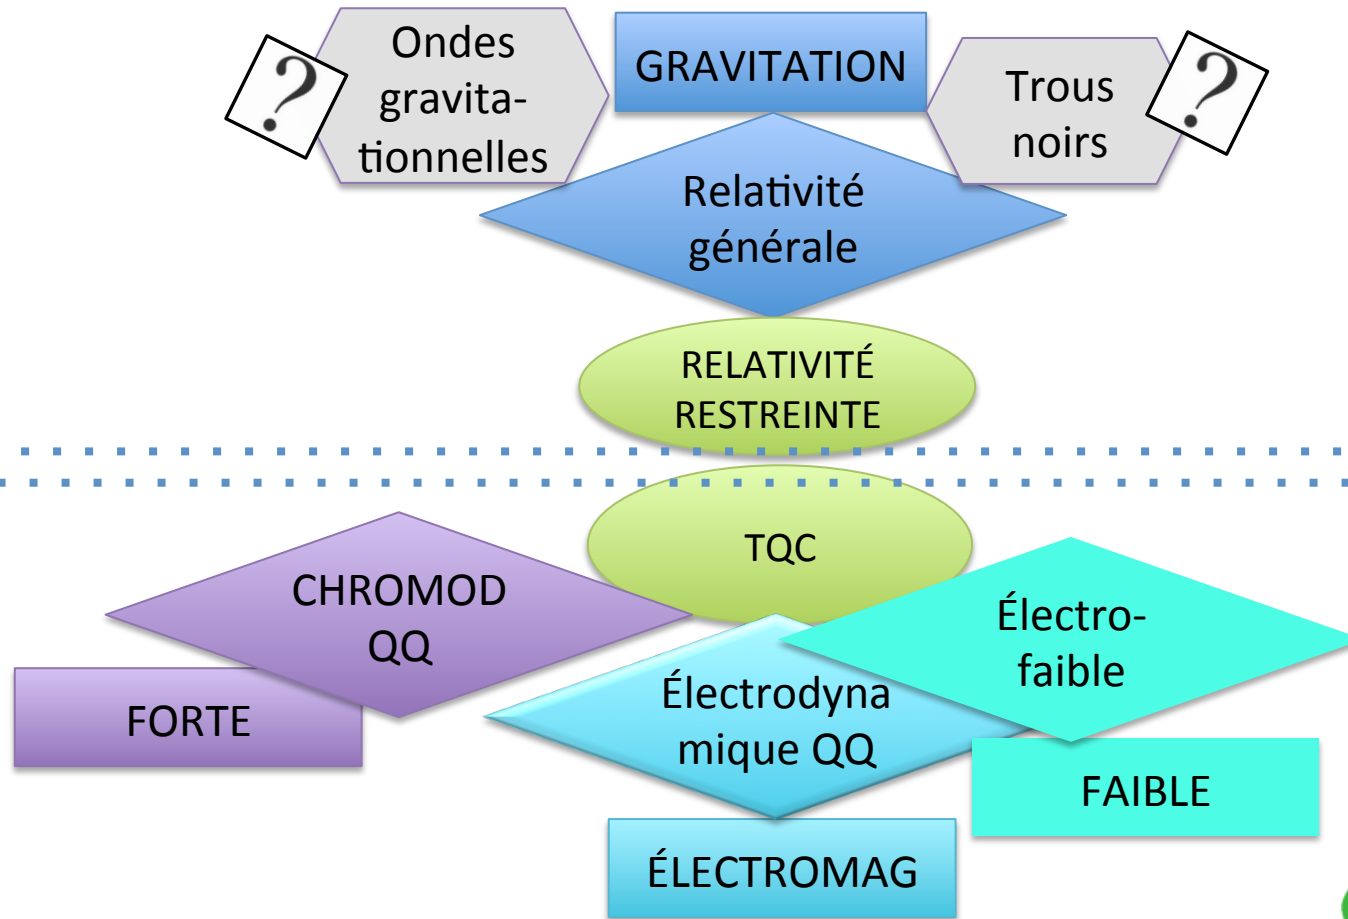 ?
Ondes
gravita-
tionnelles
GRAVITATION
Trous
noirs
?
Relativité
générale
RELATIVITÉ
RESTREINTE
TQC
CHROMOD
QQ
Électro-
faible
FORTE
Électrodyna
mique QQ
FAIBLE
ÉLECTROMAG